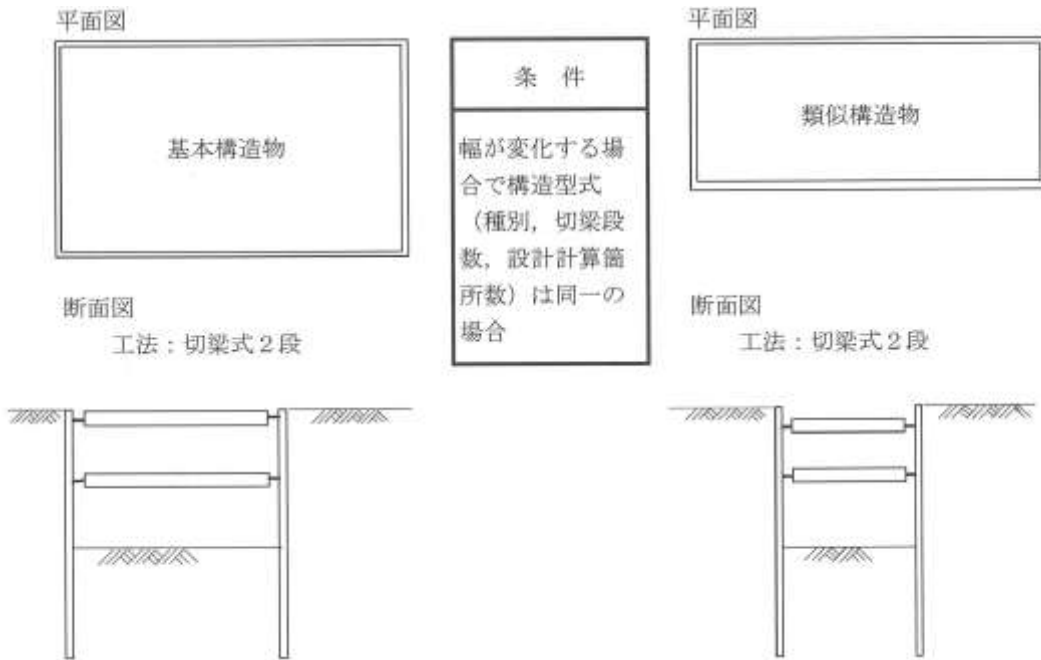 平面図
基本構造物
断面図
工法：切梁式２段
条 件
幅が変化する場
合で構造型式
（種別，切梁段
数，設計計算箇
所数）は同一の
場合
平面図
類似構造物
断面図
工法：切梁式２段